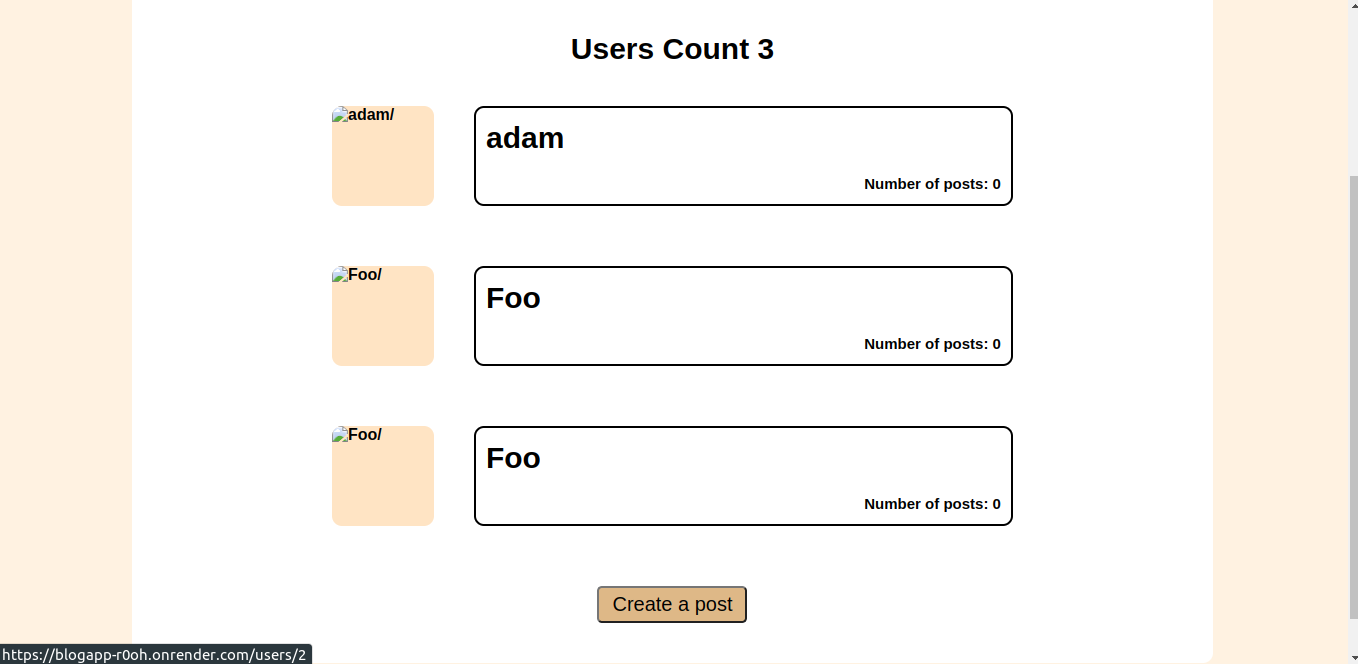 Users Count 3
adam/
adam
Number of posts: 0
Foo/
Foo
Number of posts: 0
Foo/
Foo
Number of posts: 0
Create a post
https://blogapp-r0oh.onrender.com/users/2